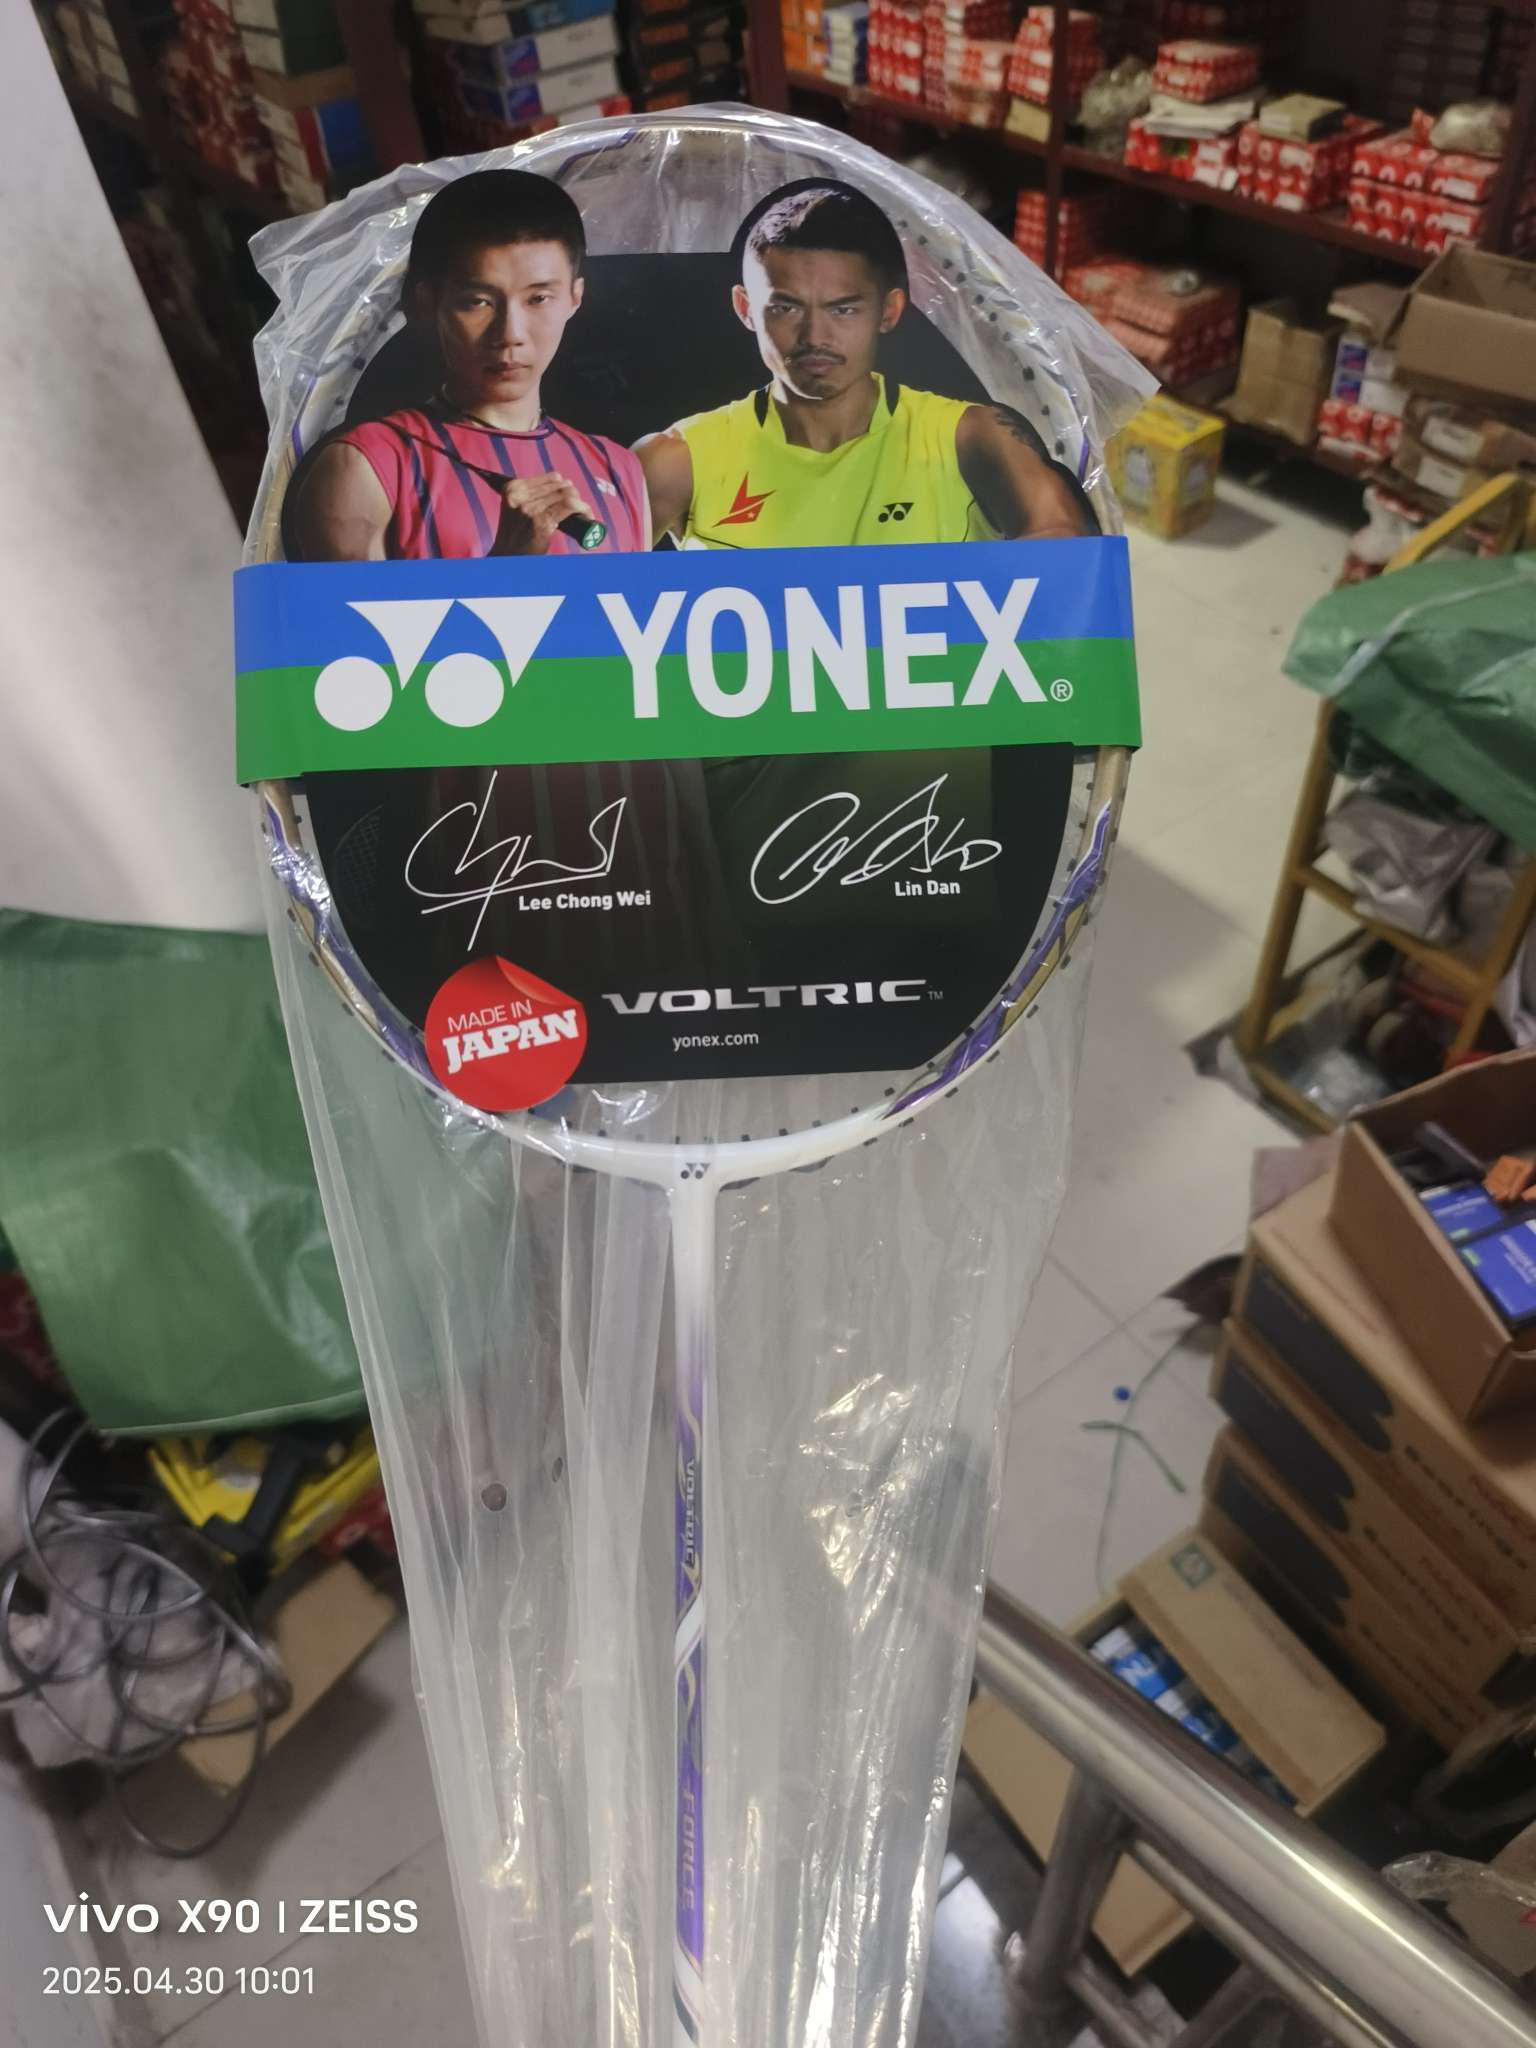 YONEX®
Lee Chong Wei
Lin Dan
MADE IN
JAPAN
VOLTRIC™
yonex.com
VOLTRIC
FORCE
vivo X90 | ZEISS
2025.04.30 10:01